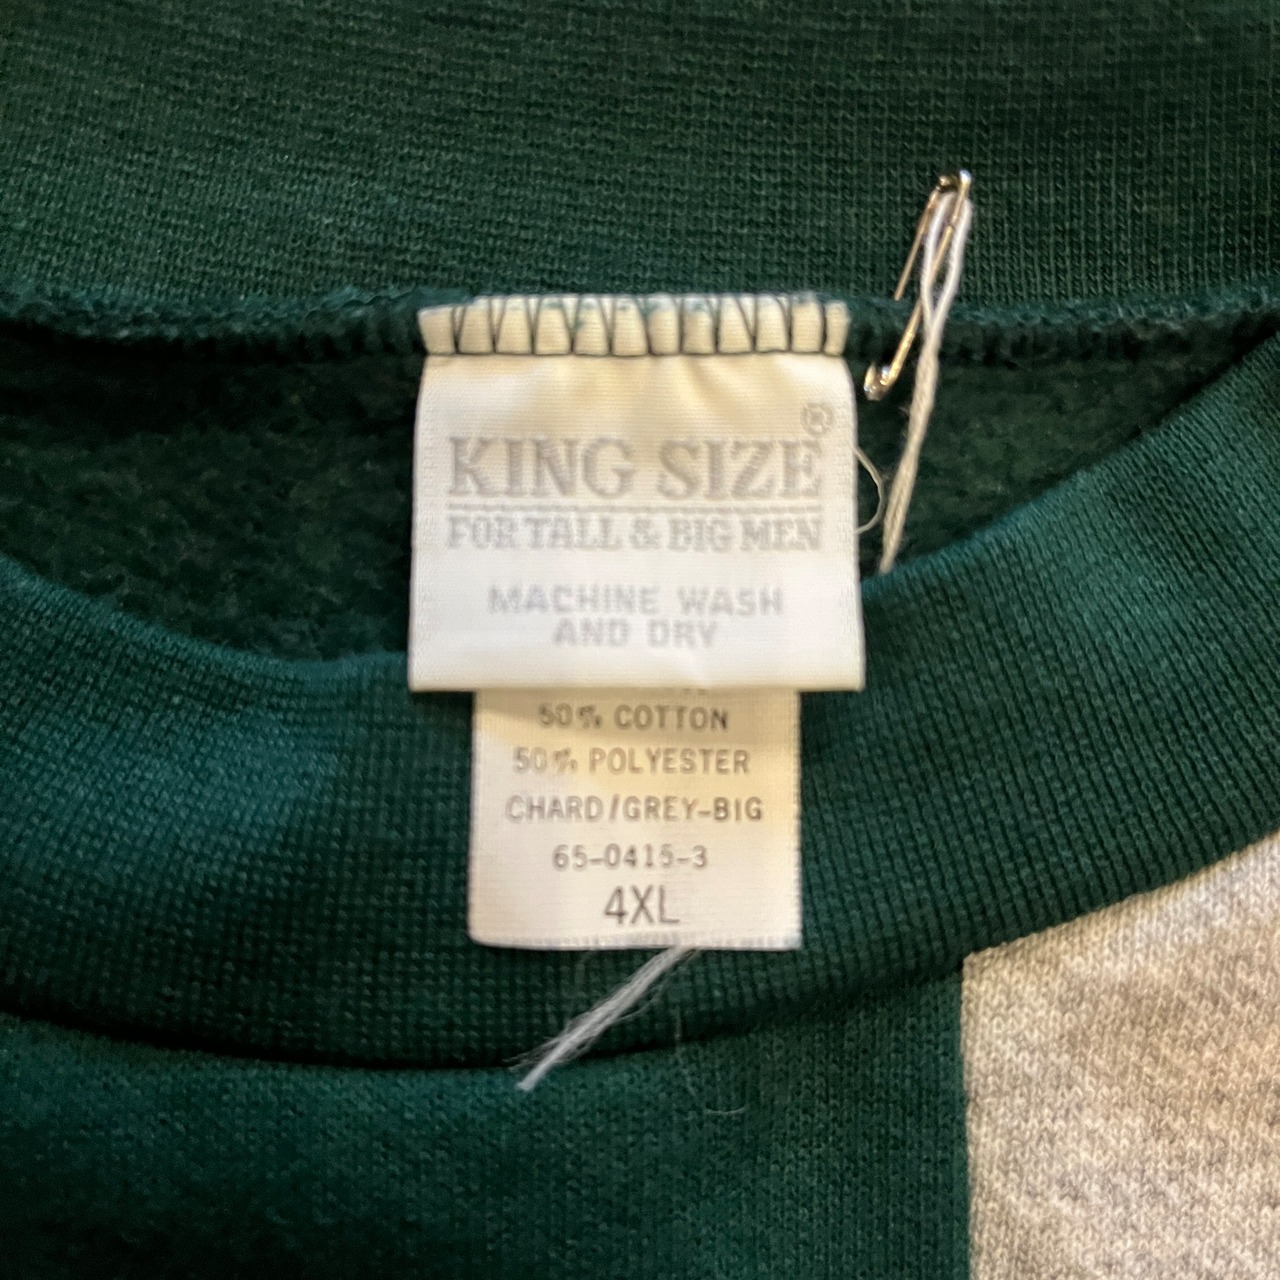 KING SIZE®
FOR TALL & BIG MEN
MACHINE WASH
AND DRY
50% COTTON
50% POLYESTER
CHARD/GREY-BIG
65-0415-3
4XL